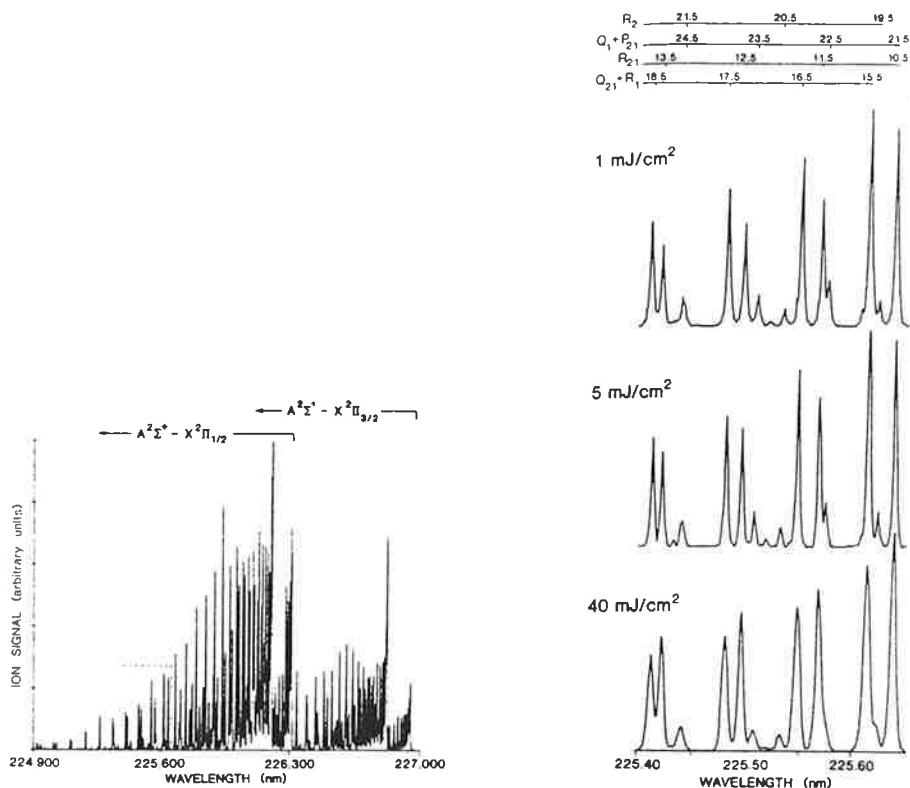 R₂ 21.5 20.5 19.5
Q₁+P₂₁ 24.5 23.5 22.5 21.5
R₂₁ 13.5 12.5 11.5 10.5
Q₂₁+R₁ 18.5 17.5 16.5 15.5
1 mJ/cm²
5 mJ/cm²
40 mJ/cm²
225.40 225.50 225.60
WAVELENGTH (nm)
A²Σ⁺ - X²Π₃/₂
A²Σ⁺ - X²Π₁/₂
ION SIGNAL (arbitrary units)
224.900 225.600 226.300 227.000
WAVELENGTH (nm)